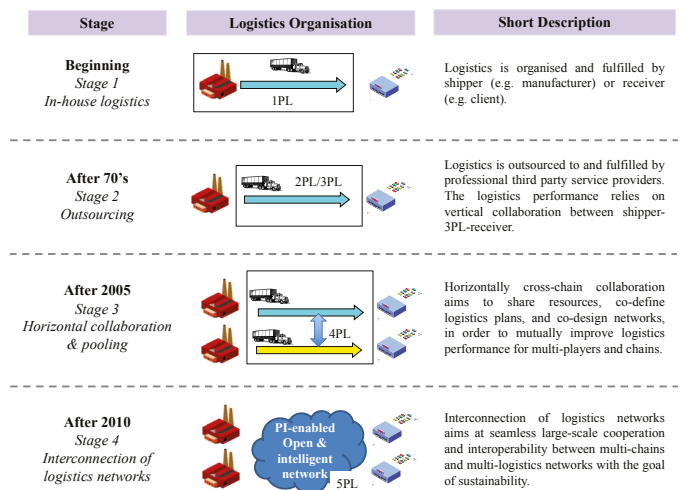 Stage
Logistics Organisation
Short Description
Beginning
Stage 1
In-house logistics
1PL
Logistics is organised and fulfilled by
shipper (e.g. manufacturer) or receiver
(e.g. client).
After 70's
Stage 2
Outsourcing
2PL/3PL
Logistics is outsourced to and fulfilled by
professional third party service providers.
The logistics performance relies on
vertical collaboration between shipper-
3PL-receiver.
After 2005
Stage 3
Horizontal collaboration
& pooling
4PL
Horizontally cross-chain collaboration
aims to share resources, co-define
logistics plans, and co-design networks,
in order to mutually improve logistics
performance for multi-players and chains.
After 2010
Stage 4
Interconnection of
logistics networks
PI-enabled
Open &
intelligent
network
5PL
Interconnection of logistics networks
aims at seamless large-scale cooperation
and interoperability between multi-chains
and multi-logistics networks with the goal
of sustainability.